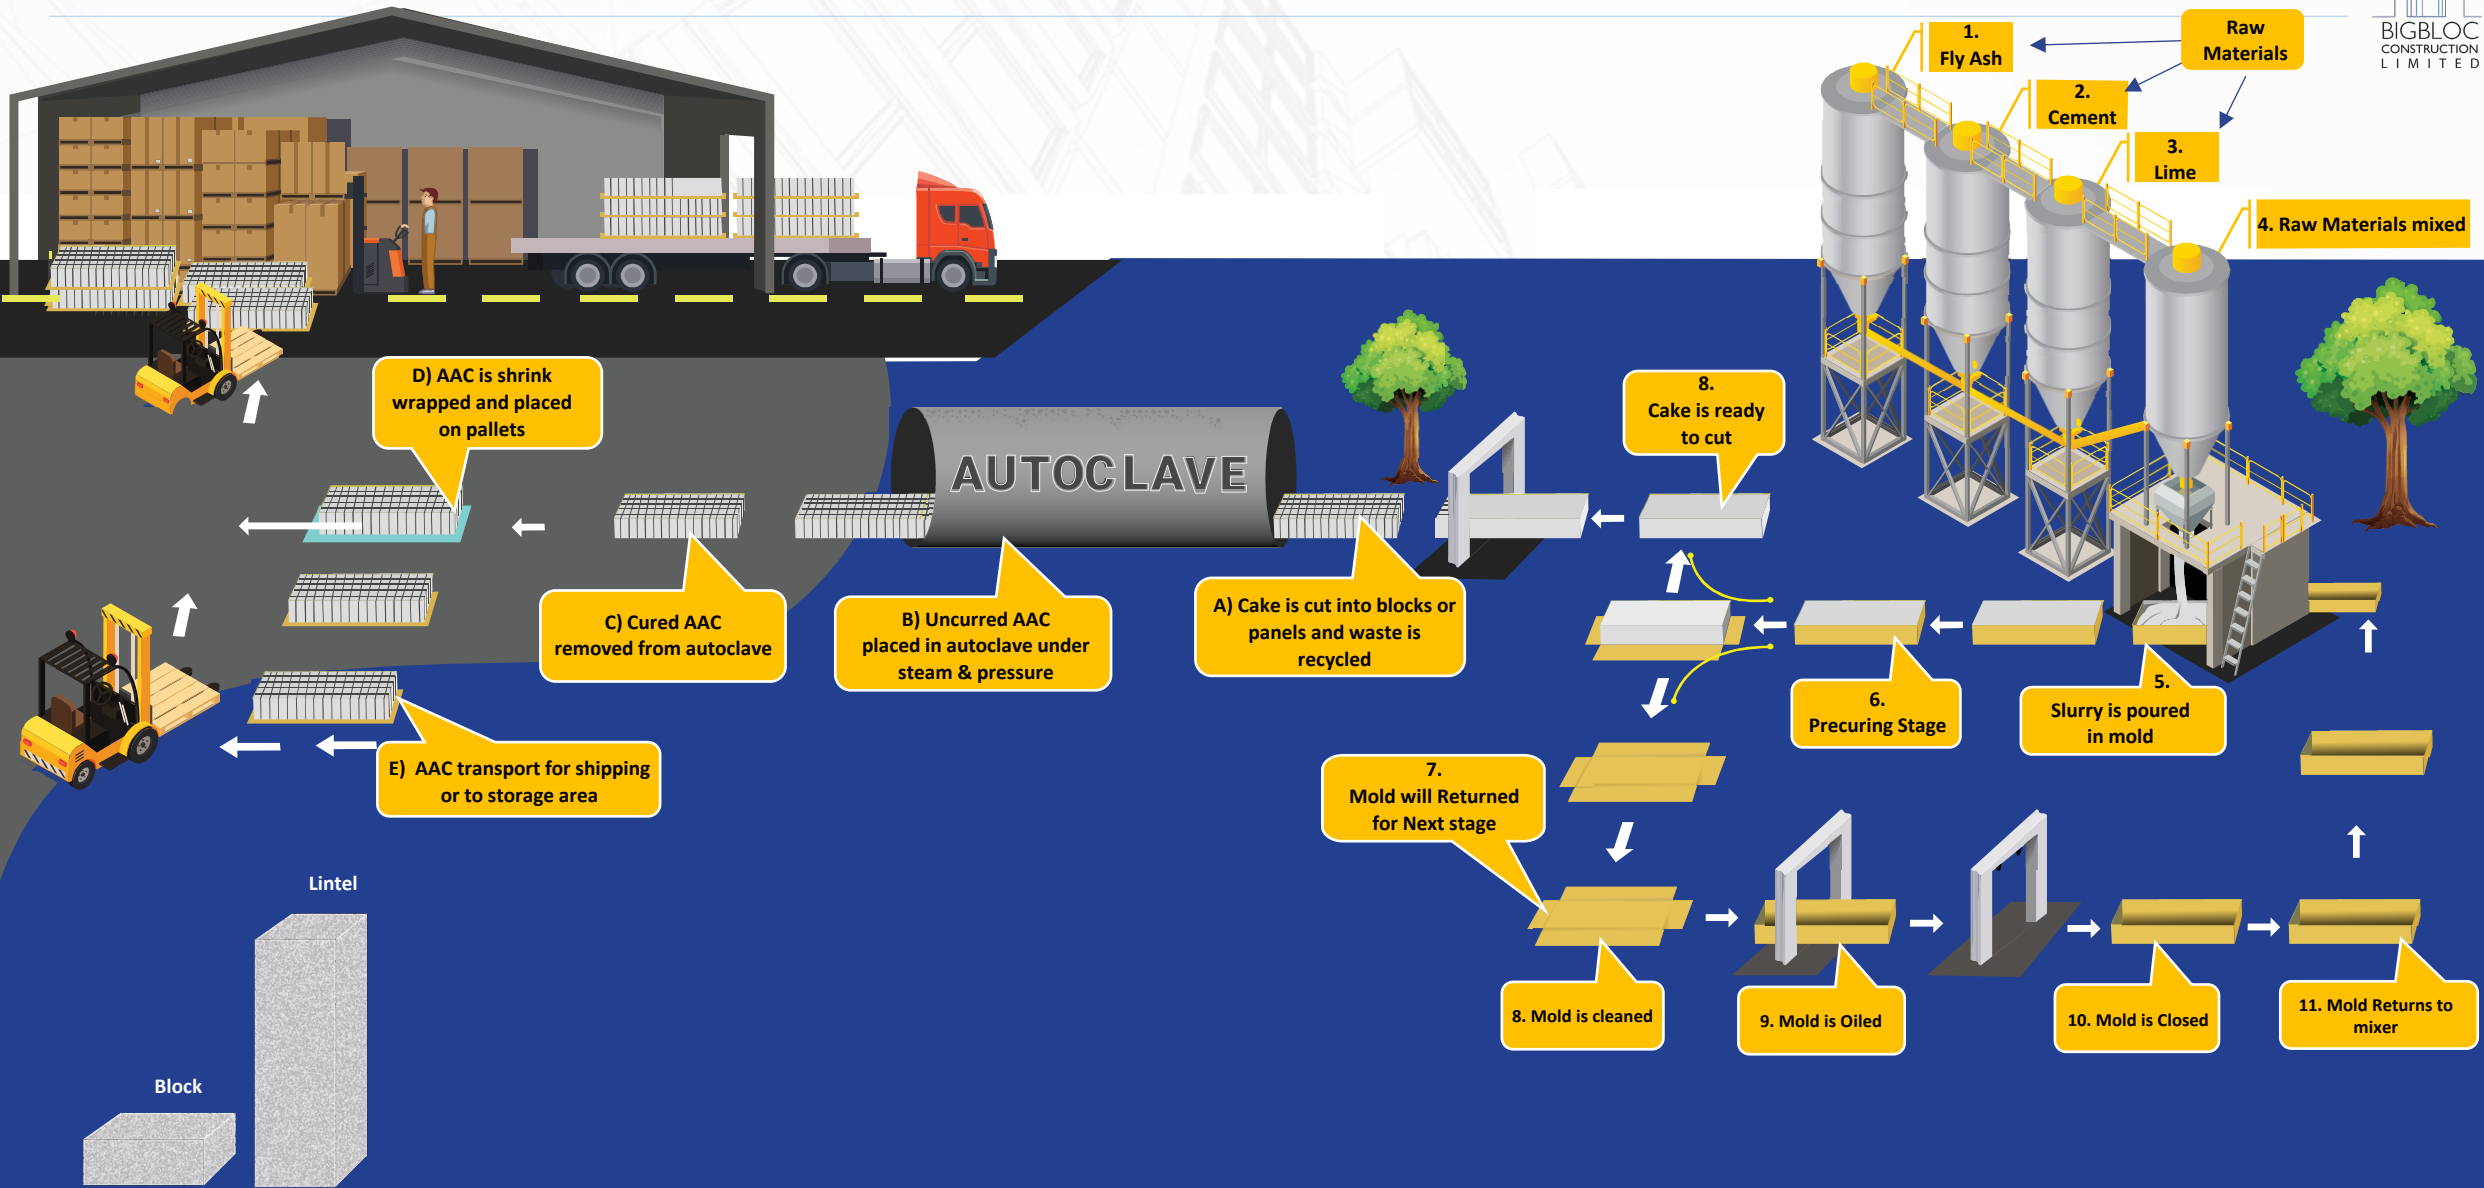 BIGBLOC
CONSTRUCTION
LIMITED
Raw
Materials
1.
Fly Ash
2.
Cement
3.
Lime
4. Raw Materials mixed
5.
Slurry is poured
in mold
6.
Precuring Stage
7.
Mold will Returned
for Next stage
8.
Cake is ready
to cut
8. Mold is cleaned
9. Mold is Oiled
10. Mold is Closed
11. Mold Returns to
mixer
A) Cake is cut into blocks or
panels and waste is
recycled
AUTOCLAVE
B) Uncurred AAC
placed in autoclave under
steam & pressure
C) Cured AAC
removed from autoclave
D) AAC is shrink
wrapped and placed
on pallets
E) AAC transport for shipping
or to storage area
Lintel
Block